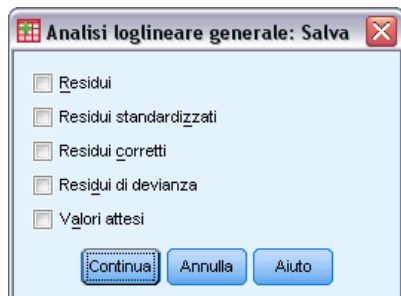 Analisi loglineare generale: Salva
Residui
Residui standardizzati
Residui corretti
Residui di devianza
Valori attesi
Continua Annulla Aiuto